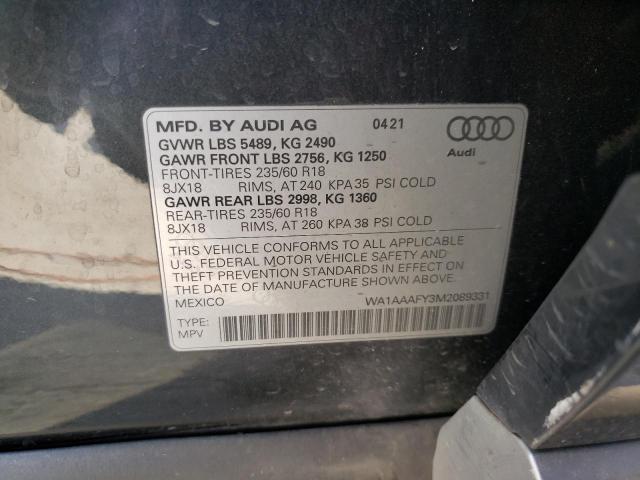 MFD. BY AUDI AG 0421
GVWR LBS 5489, KG 2490
GAWR FRONT LBS 2756, KG 1250
FRONT-TIRES 235/60 R18
8JX18 RIMS, AT 240 KPA 35 PSI COLD
GAWR REAR LBS 2998, KG 1360
REAR-TIRES 235/60 R18
8JX18 RIMS, AT 260 KPA 38 PSI COLD
Audi
THIS VEHICLE CONFORMS TO ALL APPLICABLE
U.S. FEDERAL MOTOR VEHICLE SAFETY AND
THEFT PREVENTION STANDARDS IN EFFECT ON
THE DATE OF MANUFACTURE SHOWN ABOVE.
MEXICO WA1AAAFY3M2089331
TYPE:
MPV